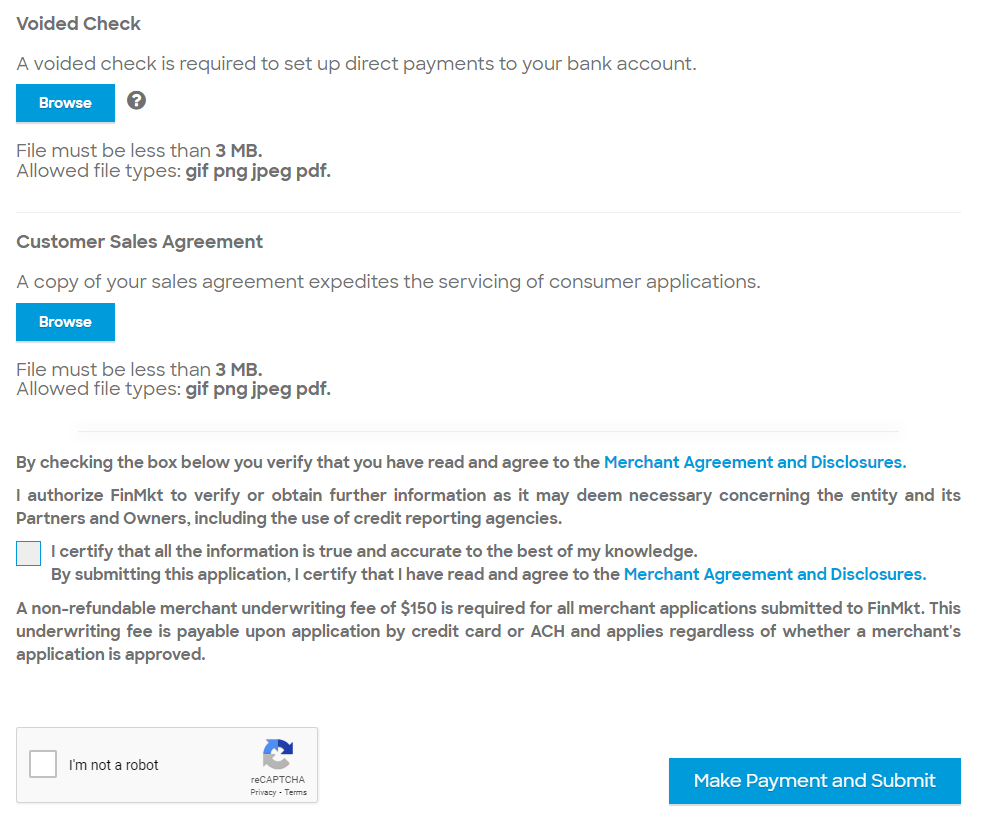 Voided Check
A voided check is required to set up direct payments to your bank account.
Browse
?
File must be less than 3 MB.
Allowed file types: gif png jpeg pdf.
Customer Sales Agreement
A copy of your sales agreement expedites the servicing of consumer applications.
Browse
File must be less than 3 MB.
Allowed file types: gif png jpeg pdf.
By checking the box below you verify that you have read and agree to the Merchant Agreement and Disclosures.
I authorize FinMkt to verify or obtain further information as it may deem necessary concerning the entity and its
Partners and Owners, including the use of credit reporting agencies.
I certify that all the information is true and accurate to the best of my knowledge.
By submitting this application, I certify that I have read and agree to the Merchant Agreement and Disclosures.
A non-refundable merchant underwriting fee of $150 is required for all merchant applications submitted to FinMkt. This
underwriting fee is payable upon application by credit card or ACH and applies regardless of whether a merchant's
application is approved.
I'm not a robot
reCAPTCHA
Privacy - Terms
Make Payment and Submit